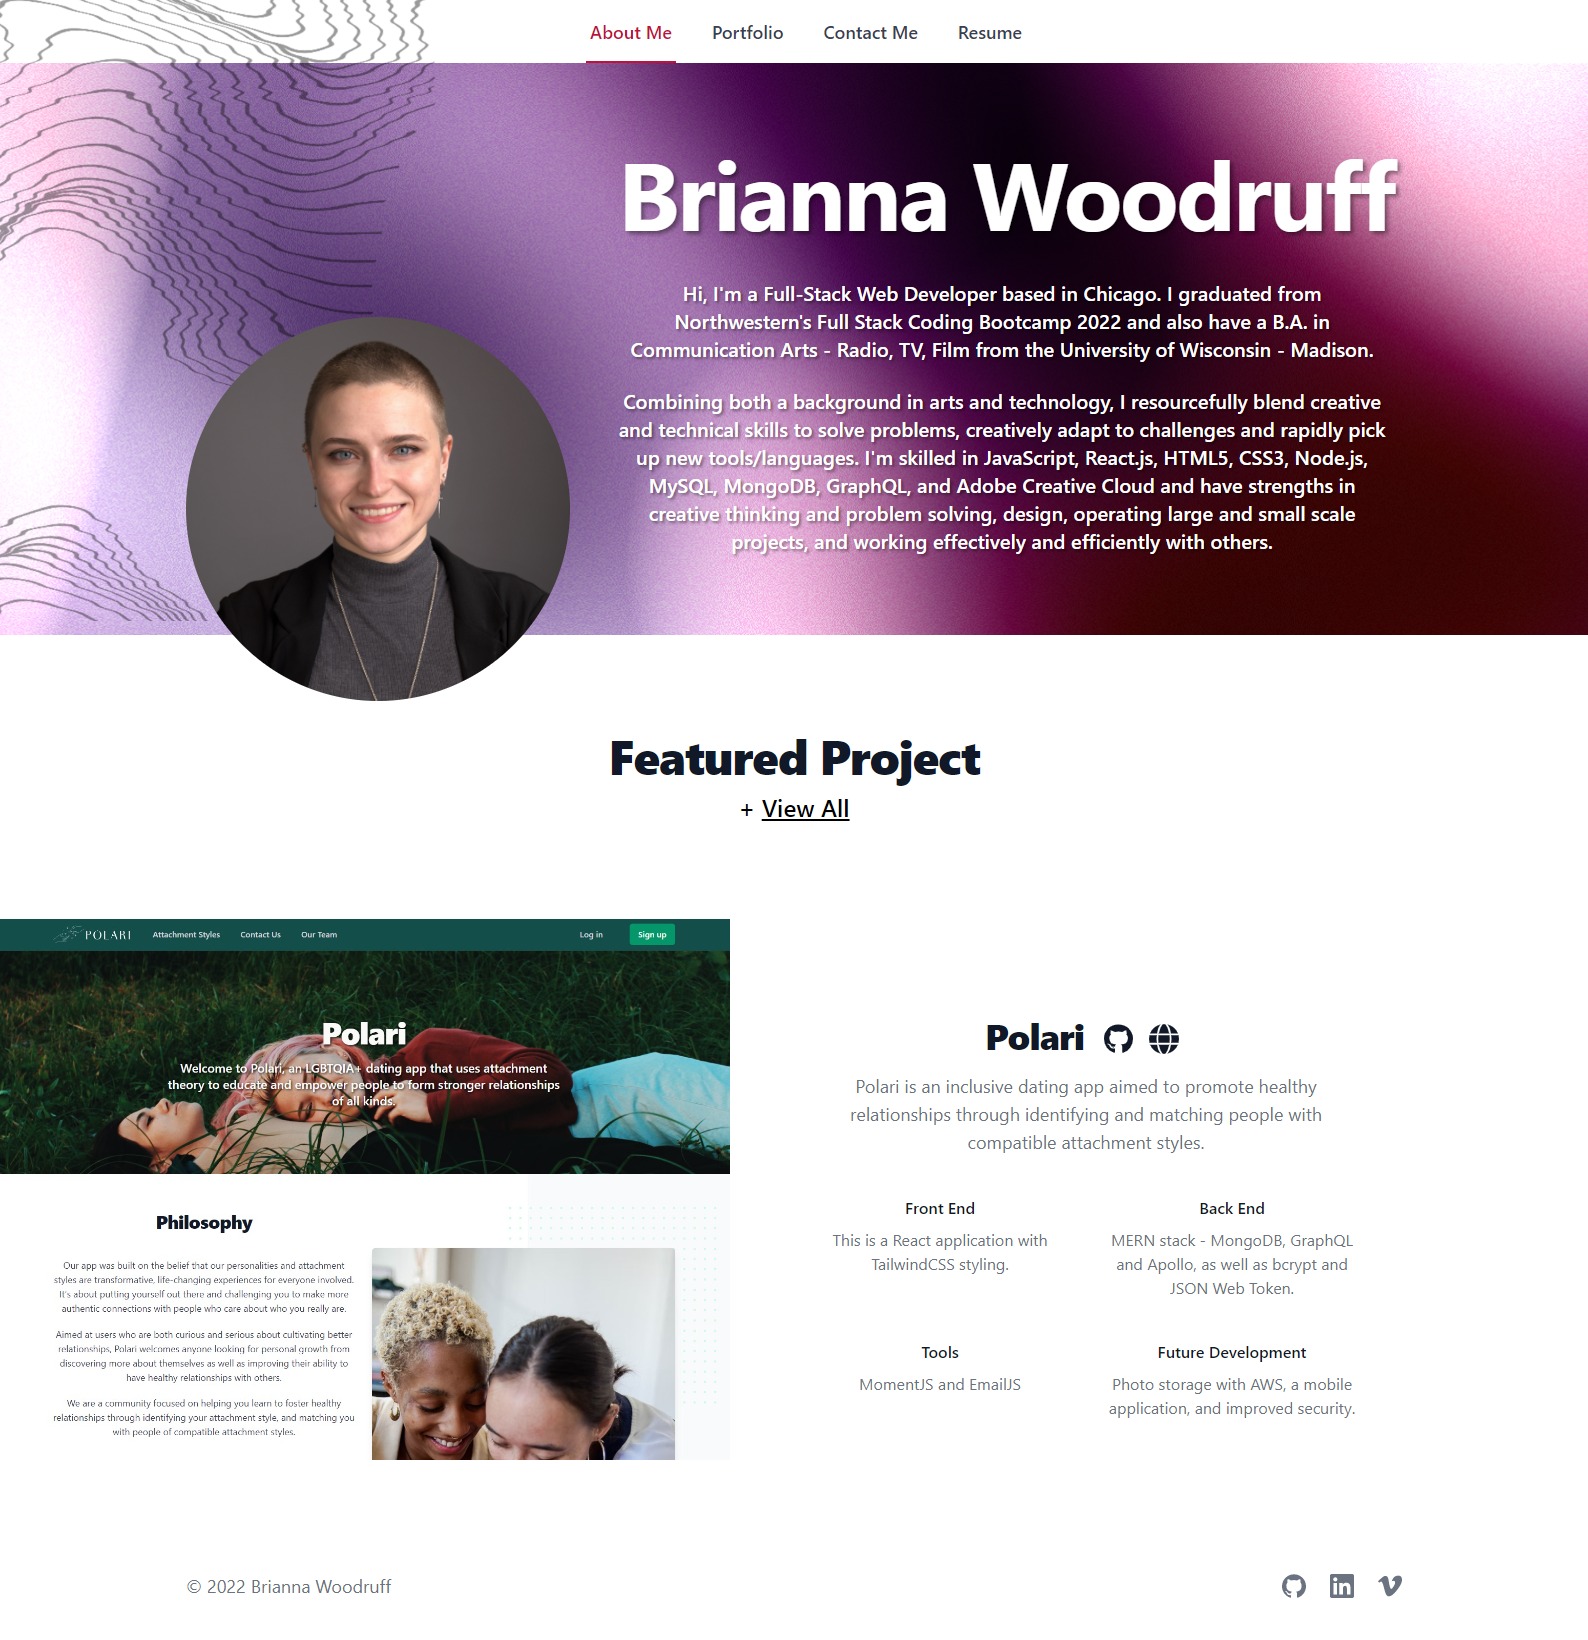 About Me Portfolio Contact Me Resume
Brianna Woodruff
Hi, I'm a Full-Stack Web Developer based in Chicago. I graduated from
Northwestern's Full Stack Coding Bootcamp 2022 and also have a B.A. in
Communication Arts - Radio, TV, Film from the University of Wisconsin - Madison.
Combining both a background in arts and technology, I resourcefully blend creative
and technical skills to solve problems, creatively adapt to challenges and rapidly pick
up new tools/languages. I'm skilled in JavaScript, React.js, HTML5, CSS3, Node.js,
MySQL, MongoDB, GraphQL, and Adobe Creative Cloud and have strengths in
creative thinking and problem solving, design, operating large and small scale
projects, and working effectively and efficiently with others.
Featured Project
+ View All
POLARI Attachment Styles Contact Us Our Team Log in Sign up
Polari
Welcome to Polari, an LGBTQIA+ dating app that uses attachment
theory to educate and empower people to form stronger relationships
of all kinds.
Philosophy
Our app was built on the belief that our personalities and attachment
styles are transformative, life-changing experiences for everyone involved.
It's about putting yourself out there and challenging you to make more
authentic connections with people who care about who you really are.
Aimed at users who are both curious and serious about cultivating better
relationships, Polari welcomes anyone looking for personal growth from
discovering more about themselves as well as improving their ability to
have healthy relationships with others.
We are a community focused on helping you learn to foster healthy
relationships through identifying your attachment style, and matching you
with people of compatible attachment styles.
Polari
Polari is an inclusive dating app aimed to promote healthy
relationships through identifying and matching people with
compatible attachment styles.
Front End
This is a React application with
TailwindCSS styling.
Back End
MERN stack - MongoDB, GraphQL
and Apollo, as well as bcrypt and
JSON Web Token.
Tools
MomentJS and EmailJS
Future Development
Photo storage with AWS, a mobile
application, and improved security.
© 2022 Brianna Woodruff